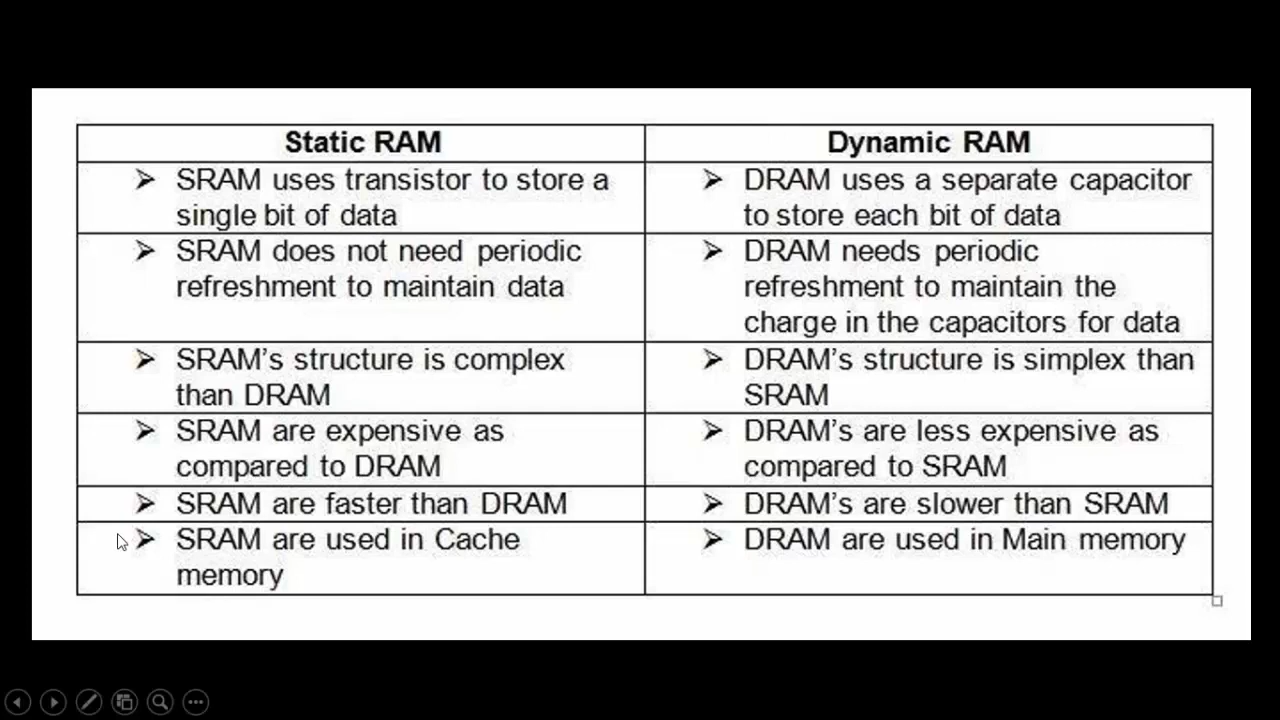 Static RAM
Dynamic RAM
➤ SRAM uses transistor to store a
single bit of data
➤ DRAM uses a separate capacitor
to store each bit of data
➤ SRAM does not need periodic
refreshment to maintain data
➤ DRAM needs periodic
refreshment to maintain the
charge in the capacitors for data
➤ SRAM's structure is complex
than DRAM
➤ DRAM's structure is simplex than
SRAM
➤ SRAM are expensive as
compared to DRAM
➤ DRAM's are less expensive as
compared to SRAM
➤ SRAM are faster than DRAM
➤ DRAM's are slower than SRAM
➤ SRAM are used in Cache
memory
➤ DRAM are used in Main memory